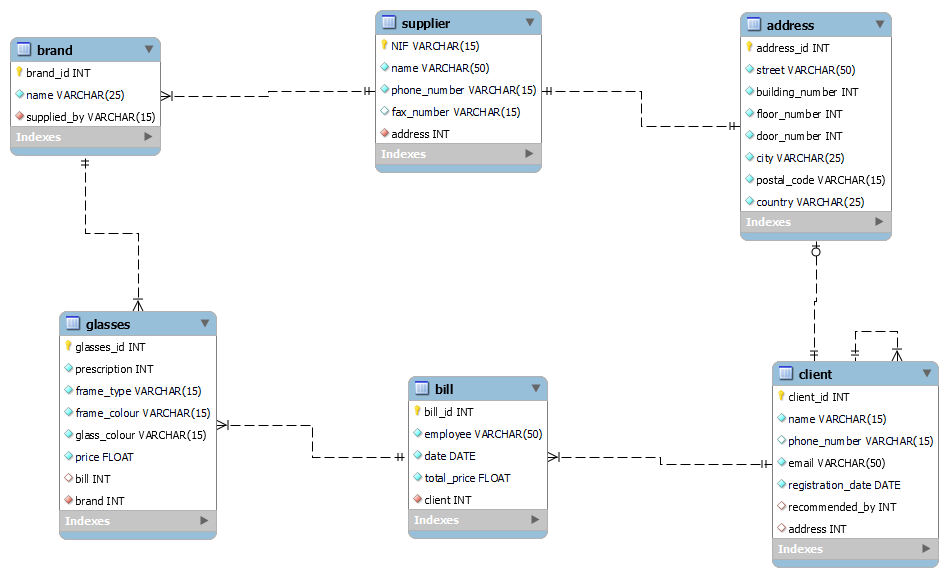 brand
brand_id INT
name VARCHAR(25)
supplied_by VARCHAR(15)
Indexes
supplier
NIF VARCHAR(15)
name VARCHAR(50)
phone_number VARCHAR(15)
fax_number VARCHAR(15)
address INT
Indexes
address
address_id INT
street VARCHAR(50)
building_number INT
floor_number INT
door_number INT
city VARCHAR(25)
postal_code VARCHAR(15)
country VARCHAR(25)
Indexes
glasses
glasses_id INT
prescription INT
frame_type VARCHAR(15)
frame_colour VARCHAR(15)
glass_colour VARCHAR(15)
price FLOAT
bill INT
brand INT
Indexes
bill
bill_id INT
employee VARCHAR(50)
date DATE
total_price FLOAT
client INT
Indexes
client
client_id INT
name VARCHAR(15)
phone_number VARCHAR(15)
email VARCHAR(50)
registration_date DATE
recommended_by INT
address INT
Indexes